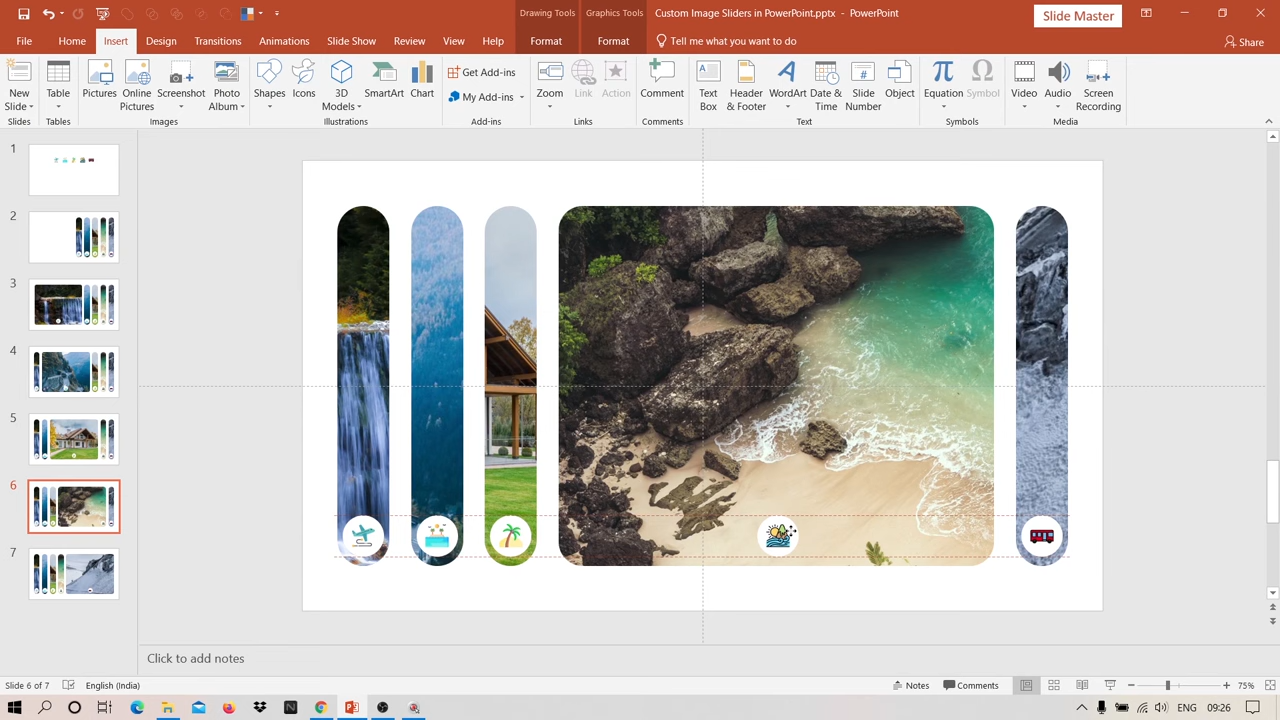 Drawing Tools
Graphics Tools
Custom Image Sliders in PowerPoint.pptx - PowerPoint
Slide Master
File
Home
Insert
Design
Transitions
Animations
Slide Show
Review
View
Help
Format
Format
Tell me what you want to do
Share
New Slide
Table
Pictures
Online Pictures
Screenshot
Photo Album
Shapes
Icons
3D Models
SmartArt
Chart
Get Add-ins
My Add-ins
Zoom
Link
Action
Comment
Text Box
Header & Footer
WordArt
Date & Time
Slide Number
Object
Equation
Symbol
Video
Audio
Screen Recording
Slides
Tables
Images
Illustrations
Add-ins
Links
Comments
Text
Symbols
Media
1
2
3
4
5
6
7
Click to add notes
Slide 6 of 7
English (India)
Notes
Comments
75%
ENG
09:26